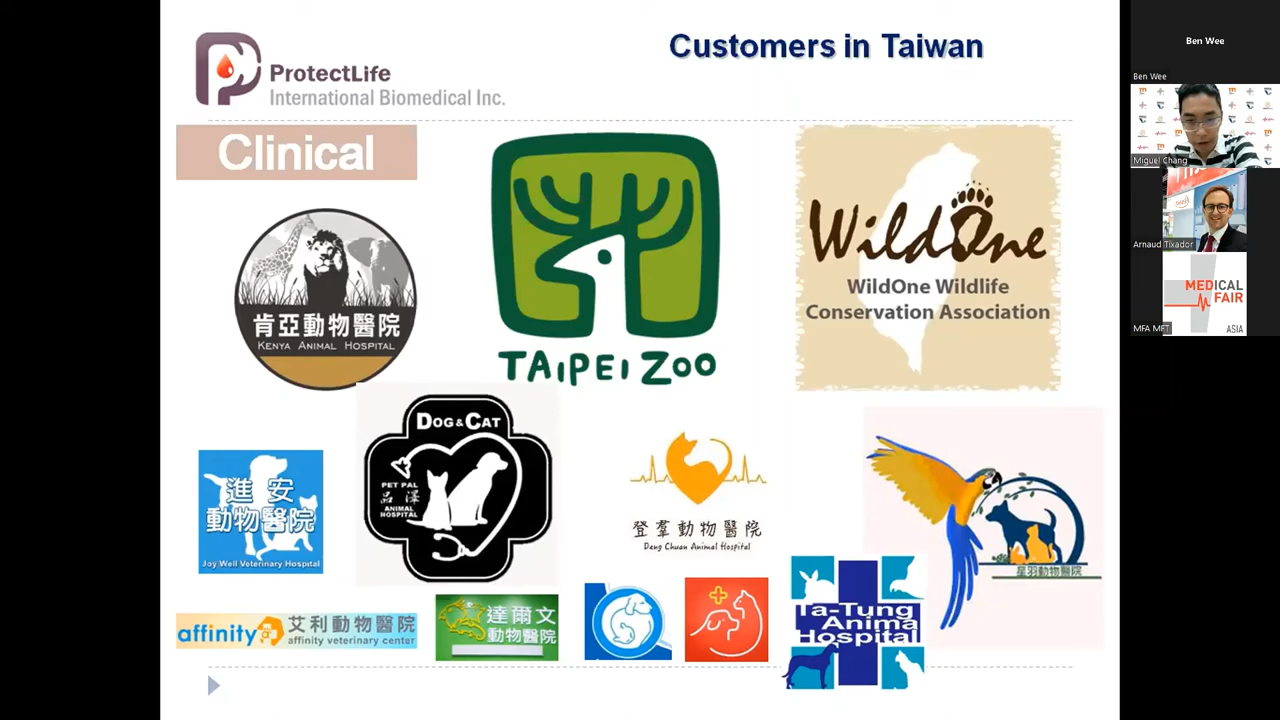 Customers in Taiwan
ProtectLife
International Biomedical Inc.
Clinical
肯亞動物醫院
KENYA ANIMAL HOSPITAL
TAIPEI ZOO
WildOne
WildOne Wildlife
Conservation Association
DOG & CAT
PET PAL
品澤
ANIMAL
HOSPITAL
進安
動物醫院
Joy Well Veterinary Hospital
登羣動物醫院
Deng Chuan Animal Hospital
星羽動物醫院
affinity
艾利動物醫院
affinity veterinary center
達爾文
動物醫院
Ta-Tung
Anima
Hospital
Ben Wee
Ben Wee
Miguel Chang
Arnaud Tixador
MEDICAL
FAIR
ASIA
MFA MFT